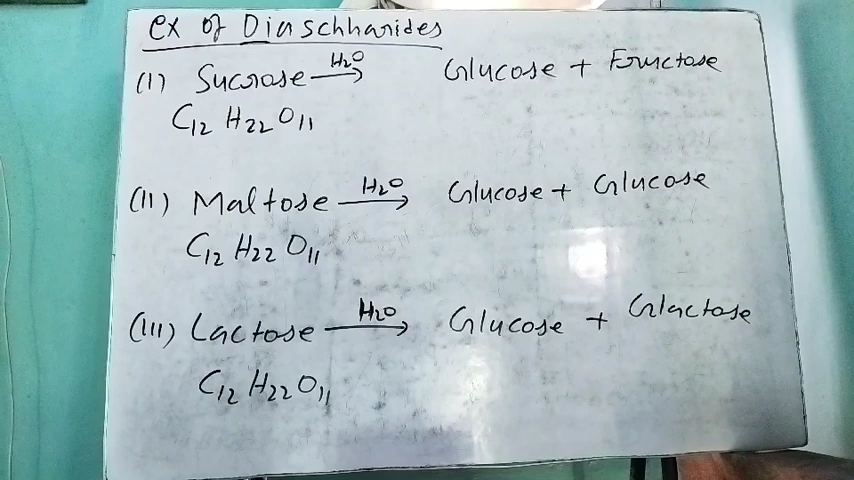 ex of Diaschharides
(I) Sucrose H₂O→ Glucose + Fructose
C₁₂ H₂₂ O₁₁
(II) Maltose H₂O→ Glucose + Glucose
C₁₂ H₂₂ O₁₁
(III) Lactose H₂O→ Glucose + Glactose
C₁₂ H₂₂ O₁₁